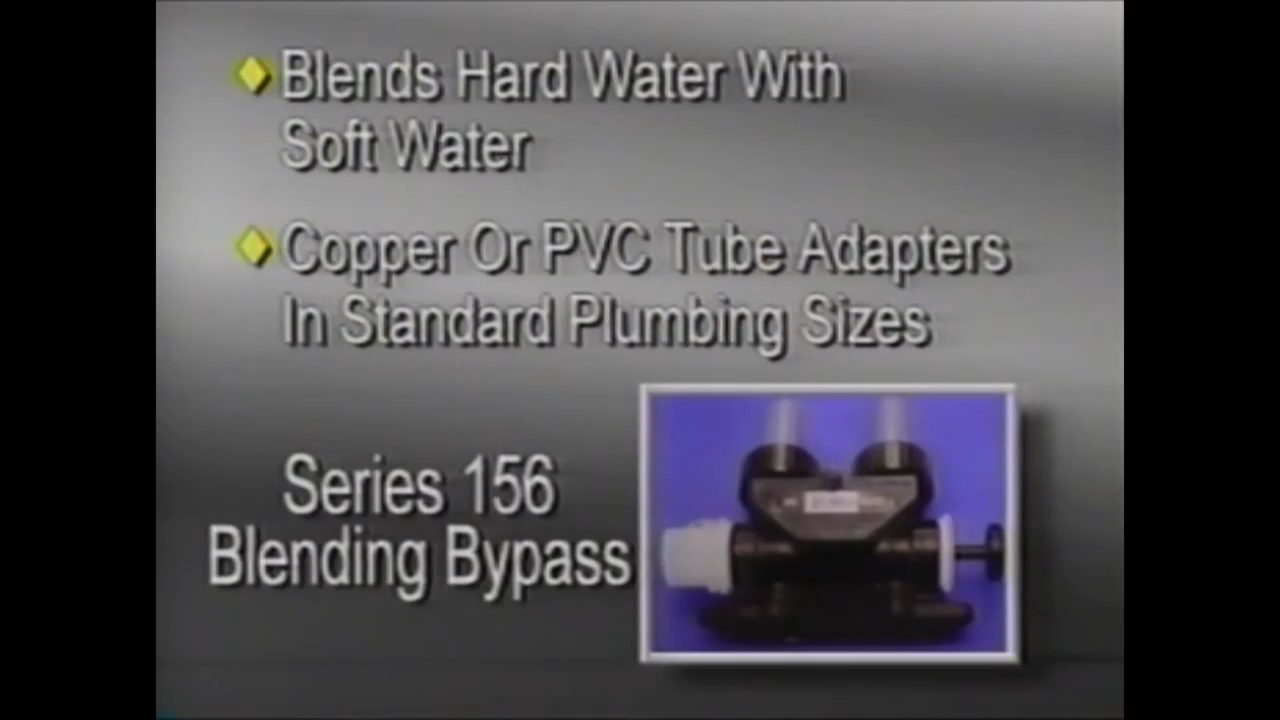 Blends Hard Water With
Soft Water
Copper Or PVC Tube Adapters
In Standard Plumbing Sizes
Series 156
Blending Bypass